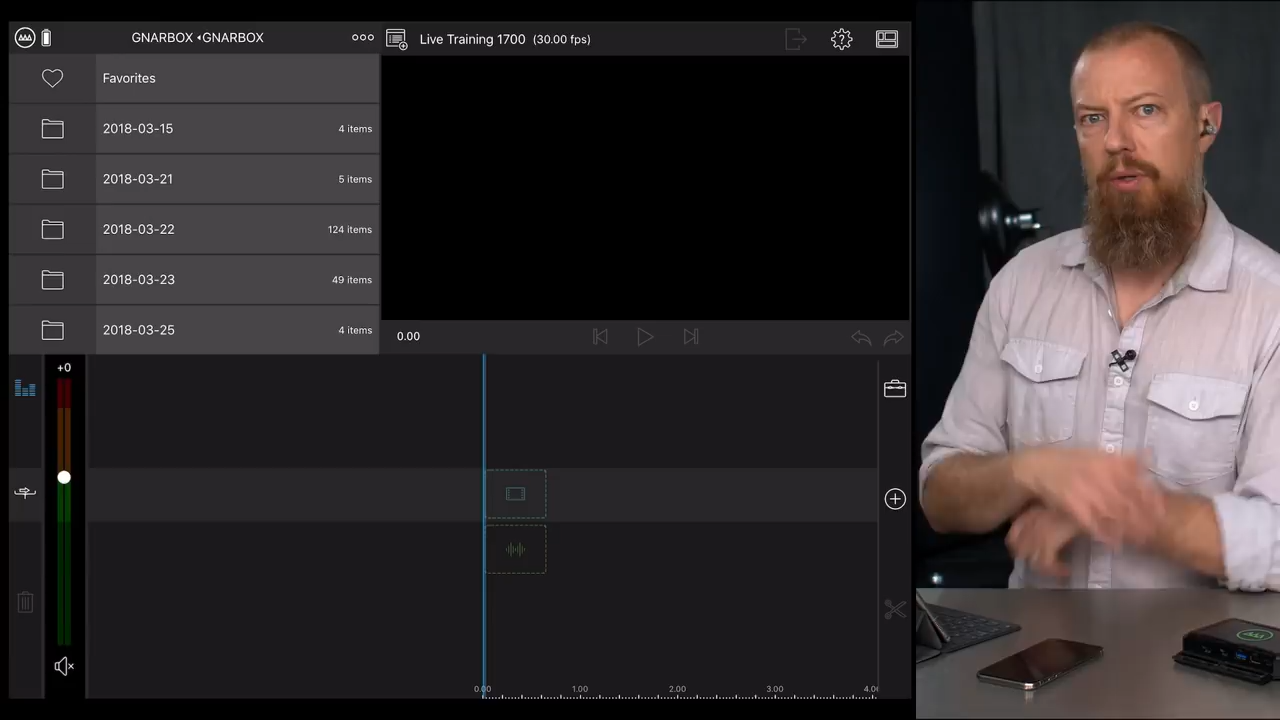 GNARBOX ◂GNARBOX
Live Training 1700 (30.00 fps)
Favorites
2018-03-15 4 items
2018-03-21 5 items
2018-03-22 124 items
2018-03-23 49 items
2018-03-25 4 items
0.00
+0
0.00 1.00 2.00 3.00 4.0